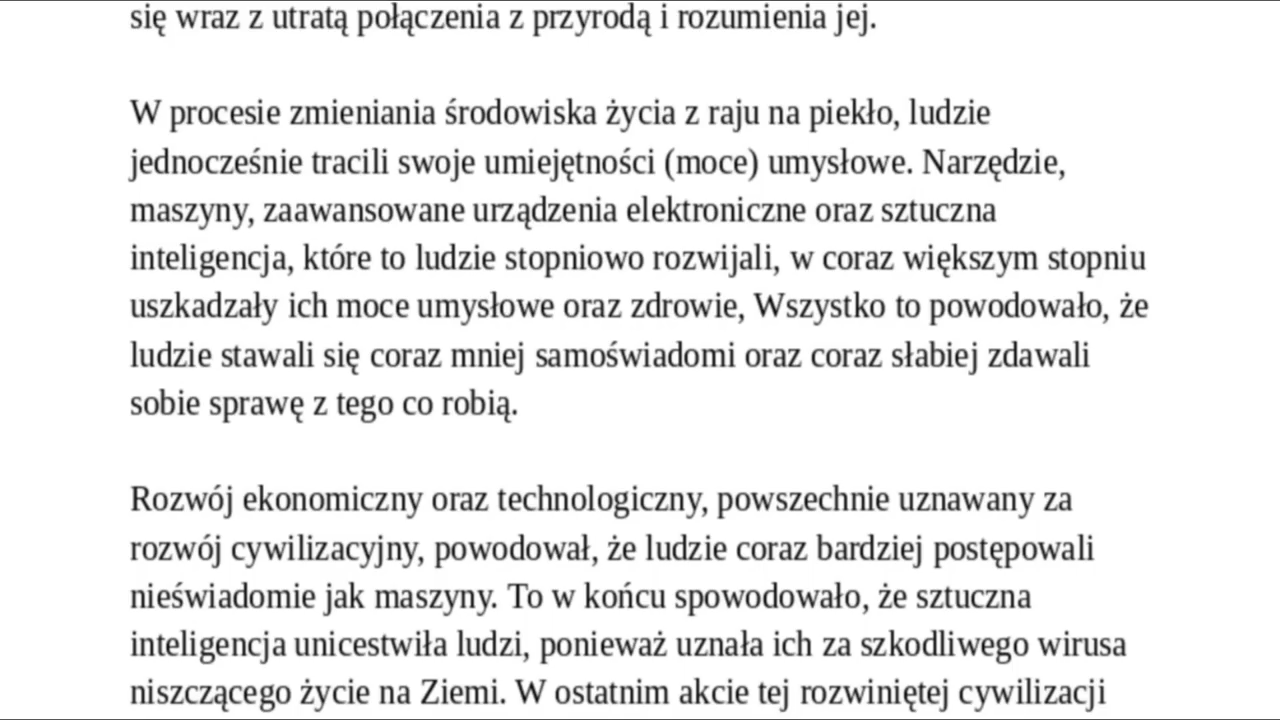 się wraz z utratą połączenia z przyrodą i rozumienia jej.
W procesie zmieniania środowiska życia z raju na piekło, ludzie
jednocześnie tracili swoje umiejętności (moce) umysłowe. Narzędzie,
maszyny, zaawansowane urządzenia elektroniczne oraz sztuczna
inteligencja, które to ludzie stopniowo rozwijali, w coraz większym stopniu
uszkadzały ich moce umysłowe oraz zdrowie, Wszystko to powodowało, że
ludzie stawali się coraz mniej samoświadomi oraz coraz słabiej zdawali
sobie sprawę z tego co robią.
Rozwój ekonomiczny oraz technologiczny, powszechnie uznawany za
rozwój cywilizacyjny, powodował, że ludzie coraz bardziej postępowali
nieświadomie jak maszyny. To w końcu spowodowało, że sztuczna
inteligencja unicestwiła ludzi, ponieważ uznała ich za szkodliwego wirusa
niszczącego życie na Ziemi. W ostatnim akcie tej rozwiniętej cywilizacji